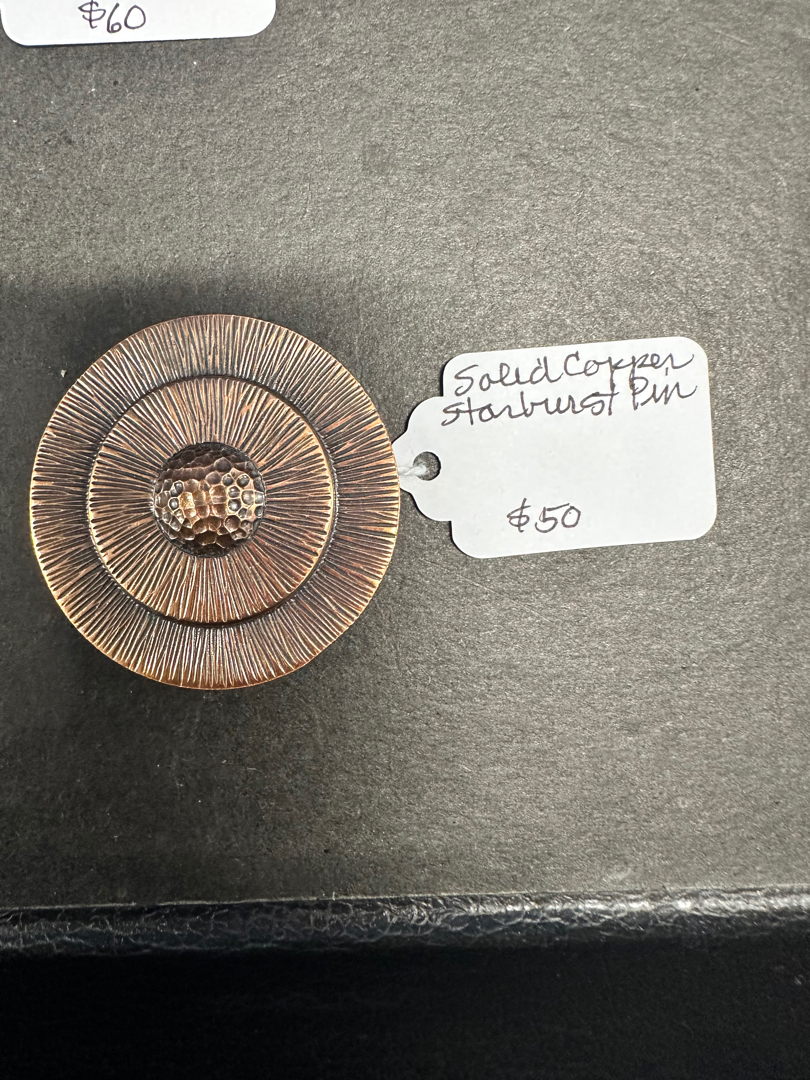 $60
Solid Copper
Starburst Pin
$50